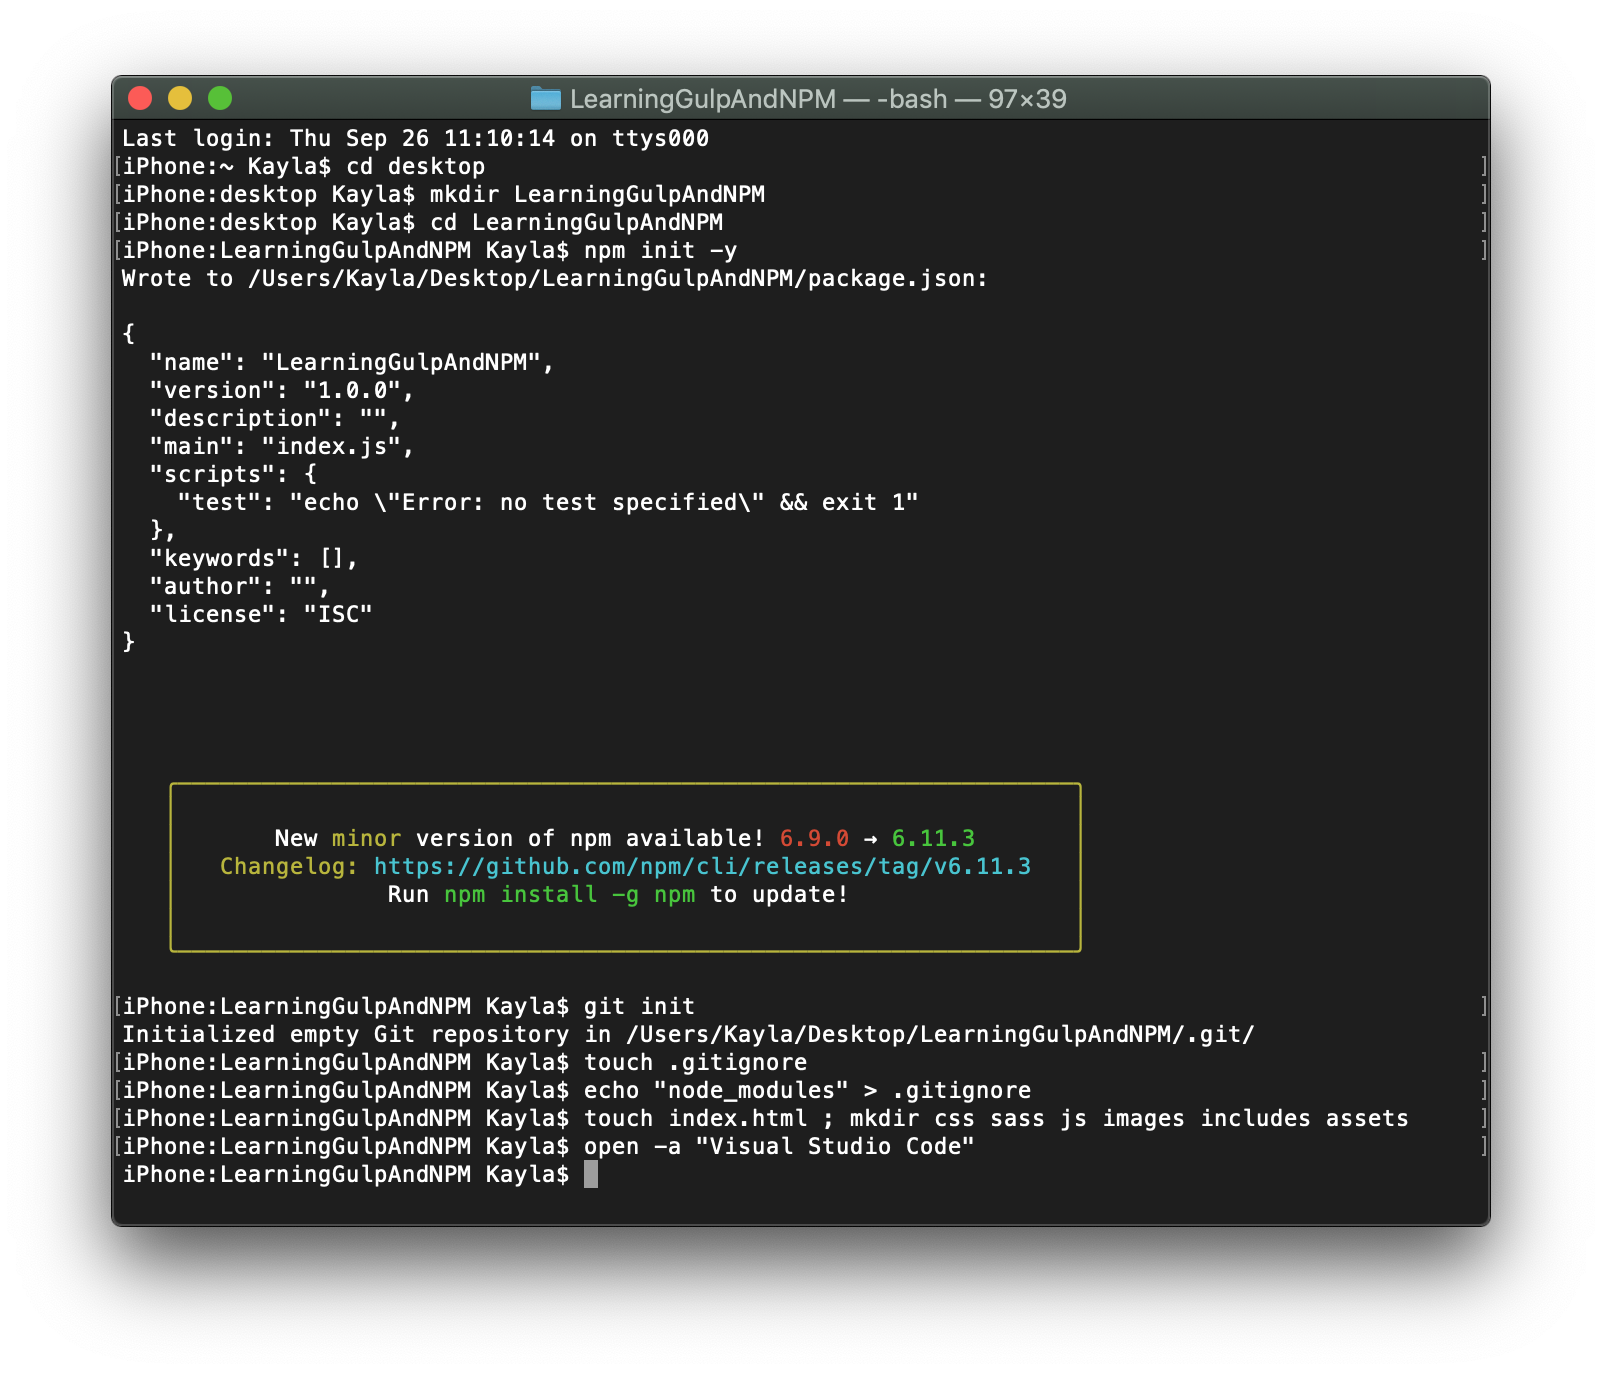 LearningGulpAndNPM — -bash — 97×39
Last login: Thu Sep 26 11:10:14 on ttys000
[iPhone:~ Kayla$ cd desktop ]
[iPhone:desktop Kayla$ mkdir LearningGulpAndNPM ]
[iPhone:desktop Kayla$ cd LearningGulpAndNPM ]
[iPhone:LearningGulpAndNPM Kayla$ npm init -y ]
Wrote to /Users/Kayla/Desktop/LearningGulpAndNPM/package.json:
{
  "name": "LearningGulpAndNPM",
  "version": "1.0.0",
  "description": "",
  "main": "index.js",
  "scripts": {
    "test": "echo \"Error: no test specified\" && exit 1"
  },
  "keywords": [],
  "author": "",
  "license": "ISC"
}
New minor version of npm available! 6.9.0 → 6.11.3
Changelog: https://github.com/npm/cli/releases/tag/v6.11.3
Run npm install -g npm to update!
[iPhone:LearningGulpAndNPM Kayla$ git init ]
Initialized empty Git repository in /Users/Kayla/Desktop/LearningGulpAndNPM/.git/
[iPhone:LearningGulpAndNPM Kayla$ touch .gitignore ]
[iPhone:LearningGulpAndNPM Kayla$ echo "node_modules" > .gitignore ]
[iPhone:LearningGulpAndNPM Kayla$ touch index.html ; mkdir css sass js images includes assets ]
[iPhone:LearningGulpAndNPM Kayla$ open -a "Visual Studio Code" ]
iPhone:LearningGulpAndNPM Kayla$